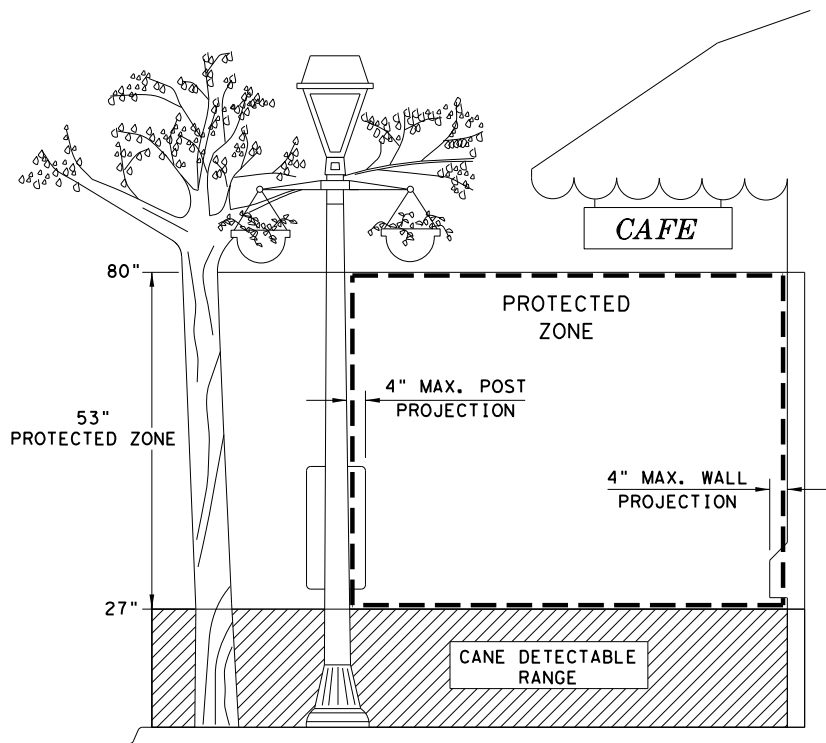 CAFE
80"
PROTECTED
ZONE
4" MAX. POST
PROJECTION
53"
PROTECTED ZONE
4" MAX. WALL
PROJECTION
27"
CANE DETECTABLE
RANGE